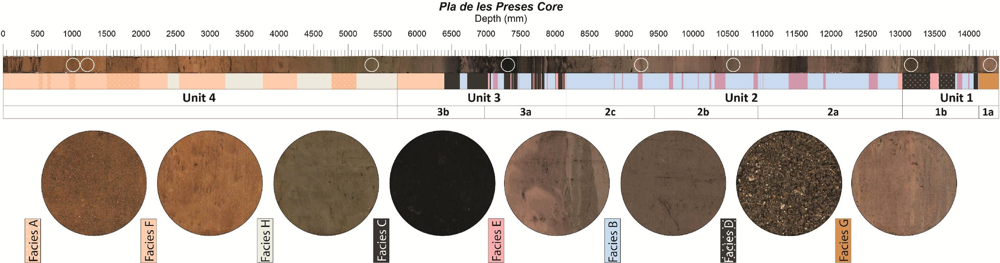 Pla de les Preses Core
Depth (mm)
0 500 1000 1500 2000 2500 3000 3500 4000 4500 5000 5500 6000 6500 7000 7500 8000 8500 9000 9500 10000 10500 11000 11500 12000 12500 13000 13500 14000
Unit 4 Unit 3 Unit 2 Unit 1
3b 3a 2c 2b 2a 1b 1a
Facies A
Facies F
Facies H
Facies C
Facies E
Facies B
Facies D
Facies G